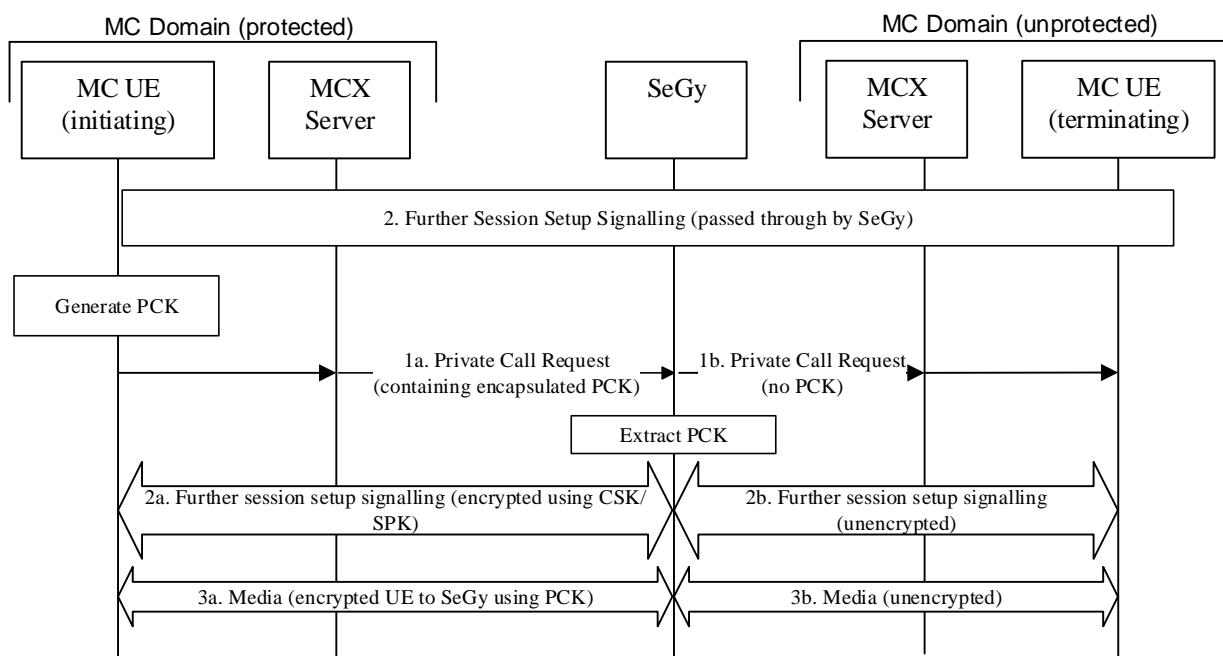 MC Domain (protected)
MC Domain (unprotected)
MC UE
(initiating)
MCX
Server
SeGy
MCX
Server
MC UE
(terminating)
2. Further Session Setup Signalling (passed through by SeGy)
Generate PCK
1a. Private Call Request
(containing encapsulated PCK)
1b. Private Call Request
(no PCK)
Extract PCK
2a. Further session setup signalling (encrypted using CSK/
SPK)
2b. Further session setup signalling
(unencrypted)
3a. Media (encrypted UE to SeGy using PCK)
3b. Media (unencrypted)